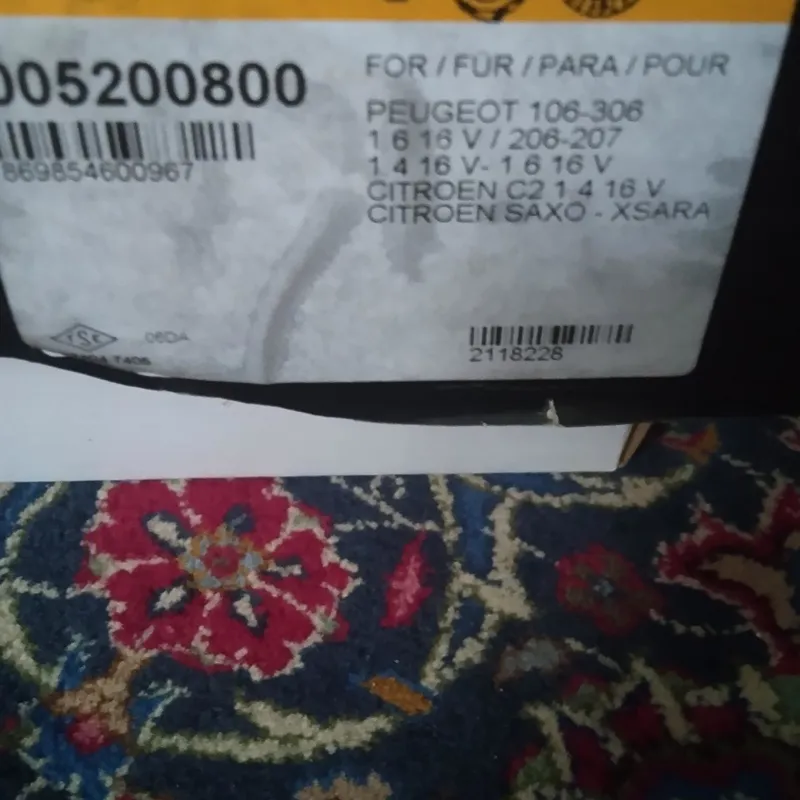 005200800
869854600967
FOR / FÜR / PARA / POUR
PEUGEOT 106-306
1 6 16 V / 206-207
1 4 16 V- 1 6 16 V
CITROEN C2 1 4 16 V
CITROEN SAXO - XSARA
TSE
06DA
2118228